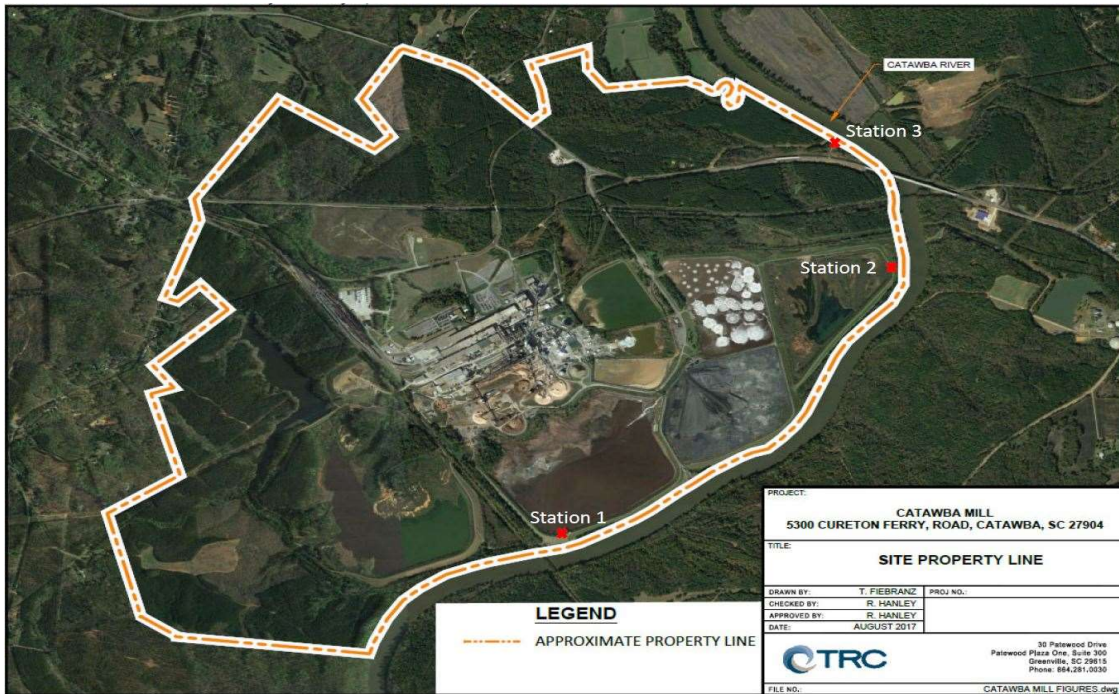 CATAWBA RIVER
Station 3
Station 2
Station 1
LEGEND
APPROXIMATE PROPERTY LINE
PROJECT:
CATAWBA MILL
5300 CURETON FERRY, ROAD, CATAWBA, SC 27904
TITLE:
SITE PROPERTY LINE
DRAWN BY: T. FIEBRANZ PROJ NO.:
CHECKED BY: R. HANLEY
APPROVED BY: R. HANLEY
DATE: AUGUST 2017
TRC
30 Patewood Drive
Patewood Plaza One, Suite 300
Greenville, SC 29615
Phone: 864.281.0030
FILE NO.: CATAWBA MILL FIGURES.dwg